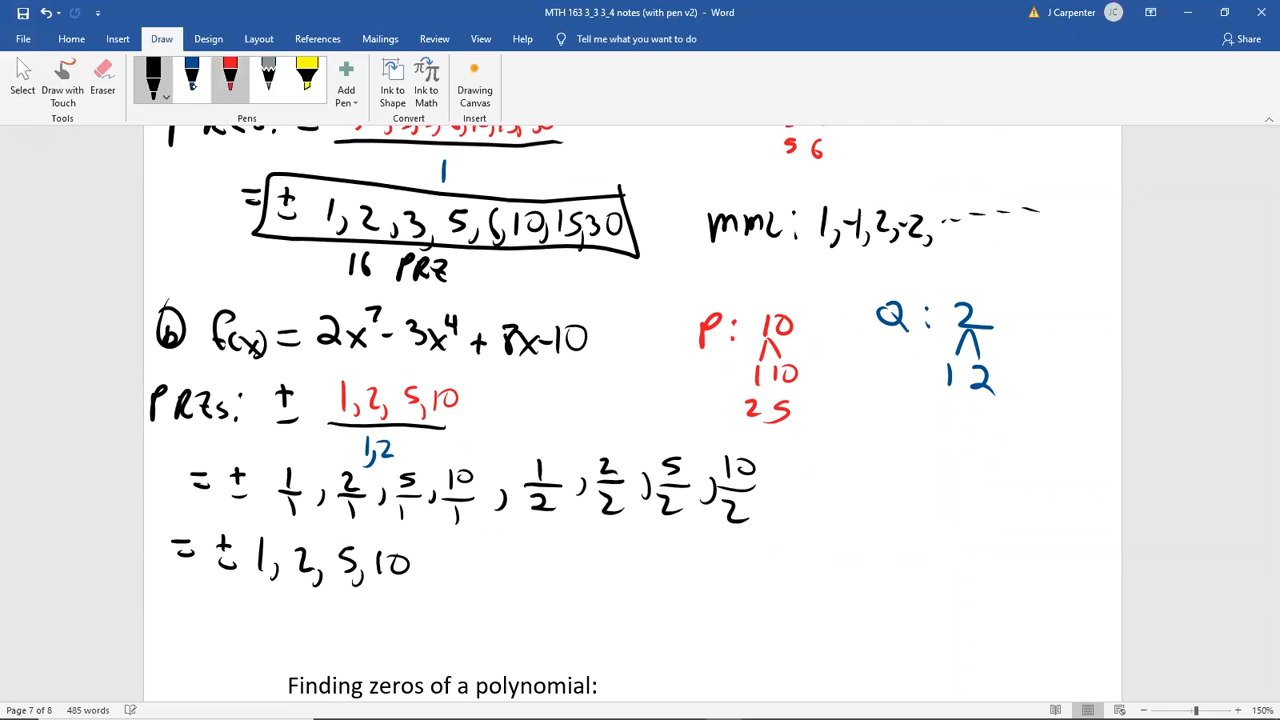 MTH 163 3_3 3_4 notes (with pen v2) - Word
J Carpenter JC
File Home Insert Draw Design Layout References Mailings Review View Help Tell me what you want to do Share
Select Draw with Touch Eraser Add Pen Ink to Shape Ink to Math Drawing Canvas
Tools Pens Convert Insert
5 6
1
= ± 1, 2, 3, 5, 6, 10, 15, 30
16 PRZ
mm2: 1, -1, 2, -2, ------
b f(x) = 2x⁷ - 3x⁴ + 8x - 10
P: 10
1 10
2 5
Q: 2
1 2
PRZs: ± 1, 2, 5, 10
1, 2
= ± 1/1, 2/1, 5/1, 10/1, 1/2, 2/2, 5/2, 10/2
= ± 1, 2, 5, 10
Finding zeros of a polynomial:
Page 7 of 8 485 words 150%